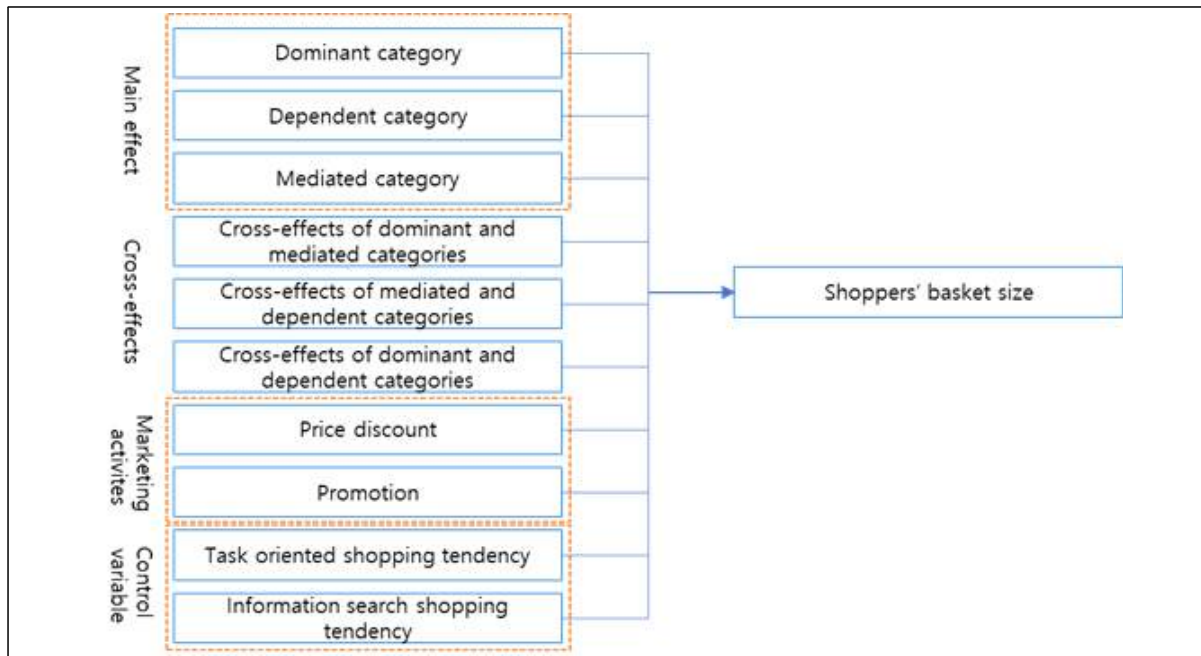 Main effect
Dominant category
Dependent category
Mediated category
Cross-effects
Cross-effects of dominant and
mediated categories
Cross-effects of mediated and
dependent categories
Cross-effects of dominant and
dependent categories
Marketing
activites
Price discount
Promotion
Control
variable
Task oriented shopping tendency
Information search shopping
tendency
Shoppers’ basket size